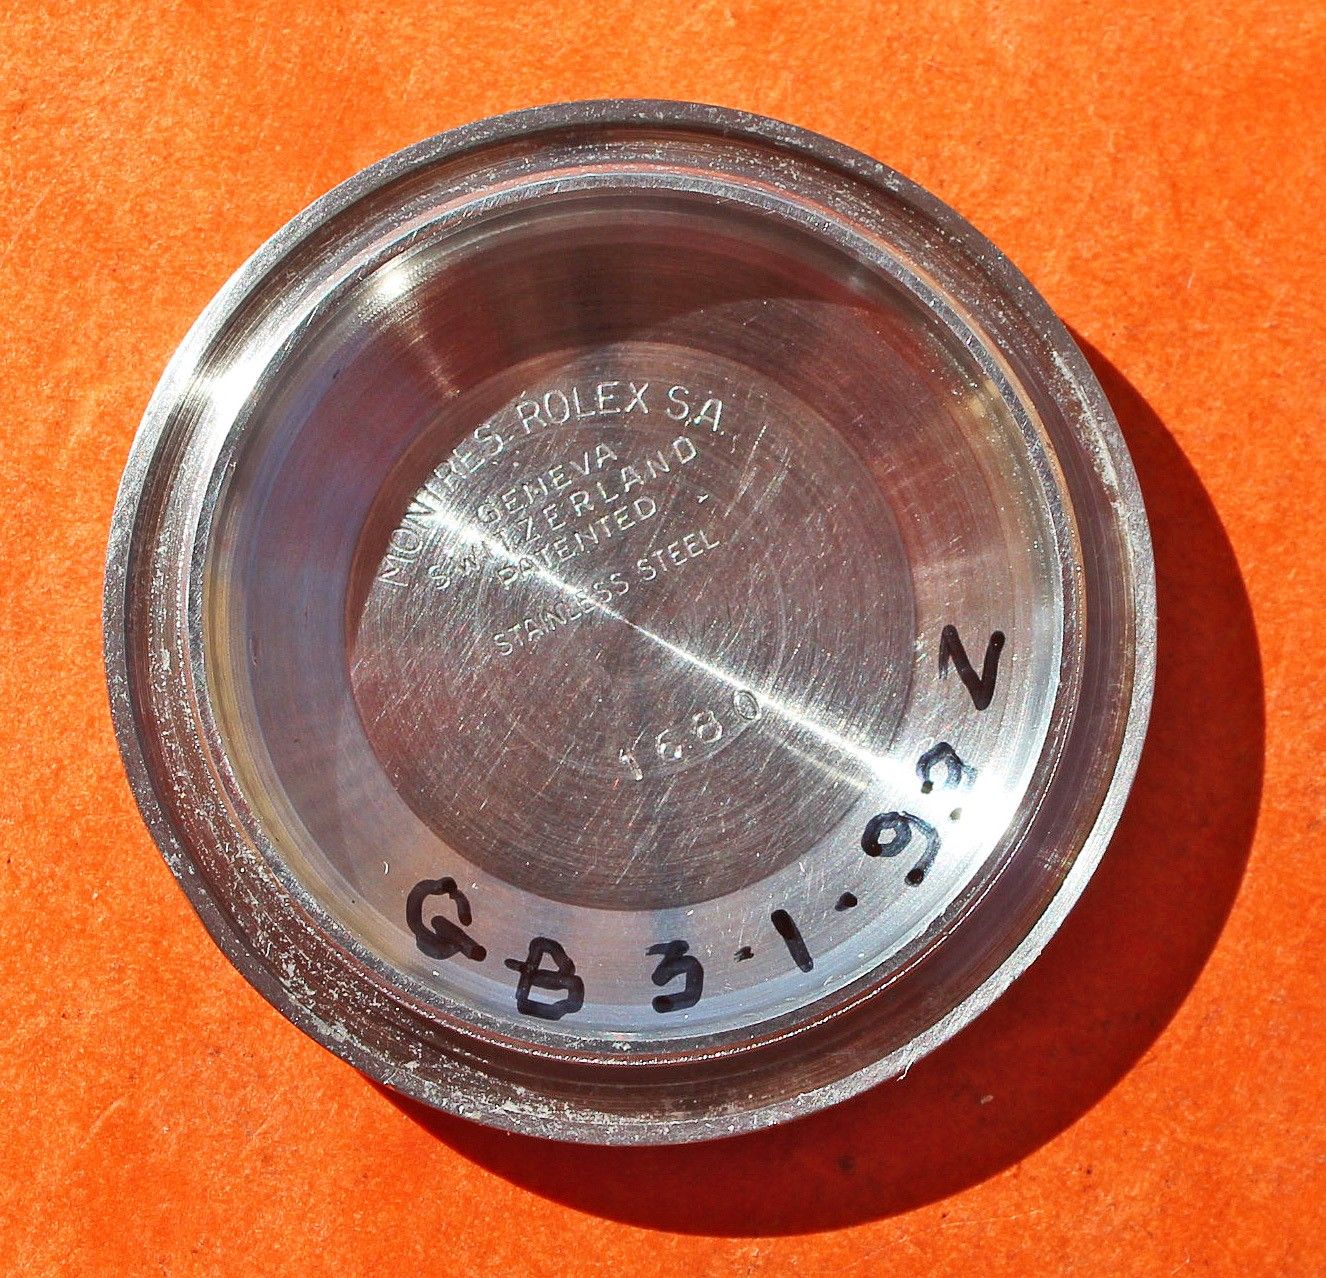 MONTRES ROLEX S.A.
GENEVA
SWITZERLAND
PATENTED
STAINLESS STEEL
1680
GB 3.1.93 N